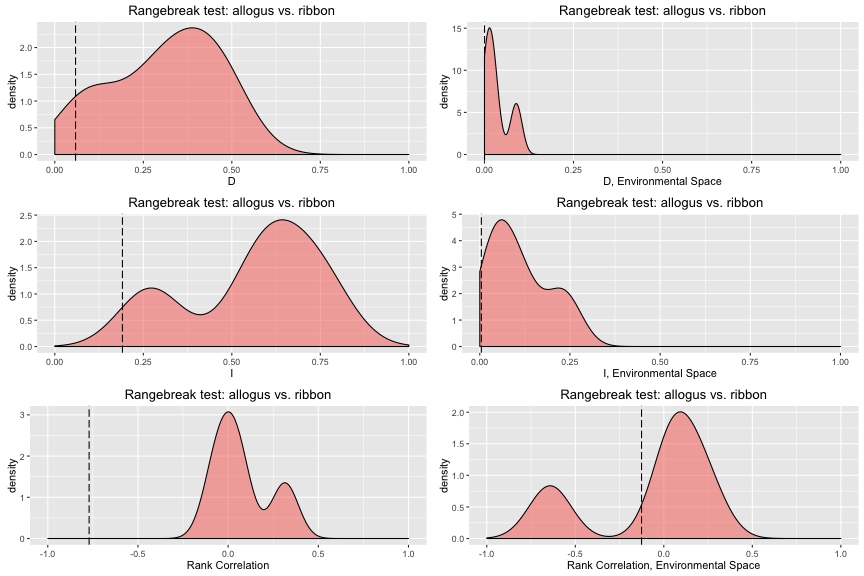 Rangebreak test: allogus vs. ribbon
density
2.0
1.5
1.0
0.5
0.0
0.00 0.25 0.50 0.75 1.00
D
Rangebreak test: allogus vs. ribbon
density
15
10
5
0
0.00 0.25 0.50 0.75 1.00
D, Environmental Space
Rangebreak test: allogus vs. ribbon
density
2.5
2.0
1.5
1.0
0.5
0.0
0.00 0.25 0.50 0.75 1.00
I
Rangebreak test: allogus vs. ribbon
density
5
4
3
2
1
0
0.00 0.25 0.50 0.75 1.00
I, Environmental Space
Rangebreak test: allogus vs. ribbon
density
3
2
1
0
-1.0 -0.5 0.0 0.5 1.0
Rank Correlation
Rangebreak test: allogus vs. ribbon
density
2.0
1.5
1.0
0.5
0.0
-1.0 -0.5 0.0 0.5 1.0
Rank Correlation, Environmental Space